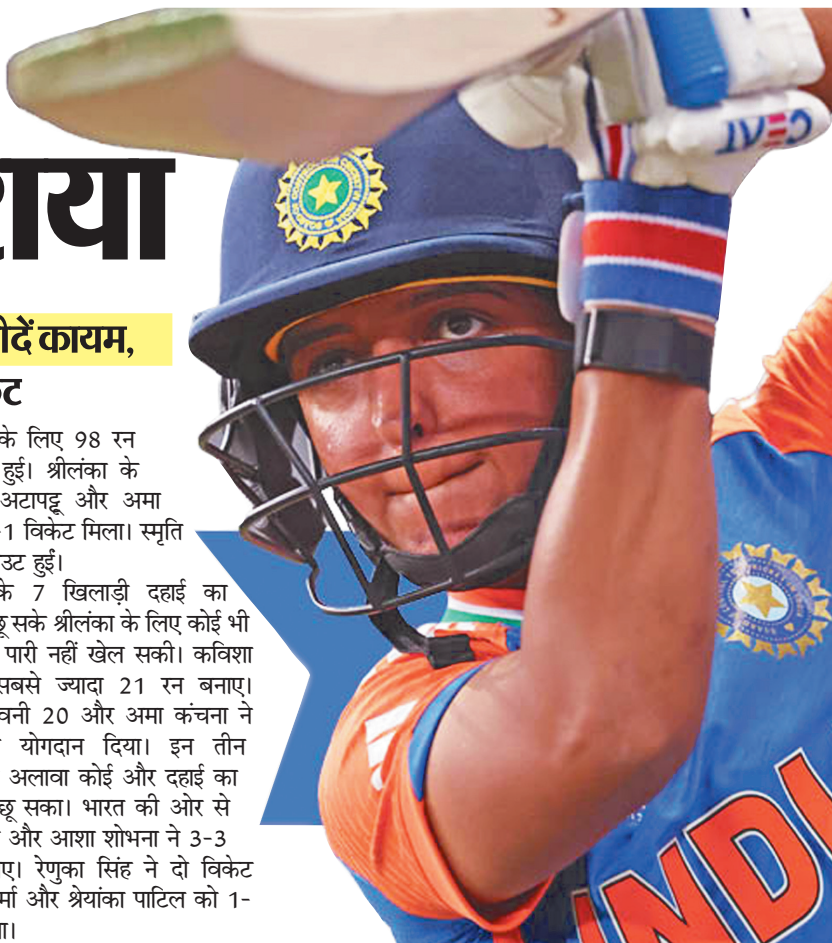 CEAT
राया
ीदें कायम,
के लिए 98 रन
हुई। श्रीलंका के
अटापट्टू और अमा
-1 विकेट मिला। स्मृति
उट हुईं।
के 7 खिलाड़ी दहाई का
छू सके श्रीलंका के लिए कोई भी
पारी नहीं खेल सकी। कविशा
सबसे ज्यादा 21 रन बनाए।
वनी 20 और अमा कंचना ने
योगदान दिया। इन तीन
अलावा कोई और दहाई का
छू सका। भारत की ओर से
और आशा शोभना ने 3-3
ए। रेणुका सिंह ने दो विकेट
र्मा और श्रेयांका पाटिल को 1-
ा।
INDI